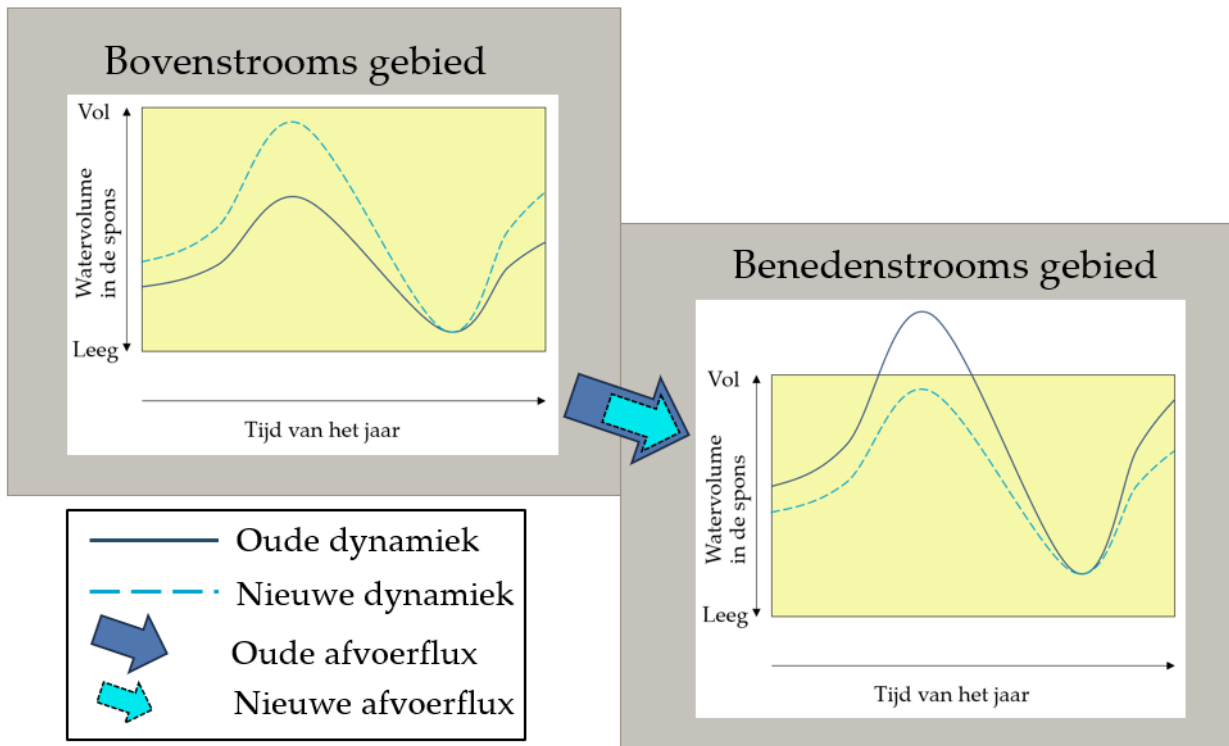 Bovenstrooms gebied
Vol
Watervolume
in de spons
Leeg
Tijd van het jaar
Benedenstrooms gebied
Vol
Watervolume
in de spons
Leeg
Tijd van het jaar
Oude dynamiek
Nieuwe dynamiek
Oude afvoerflux
Nieuwe afvoerflux